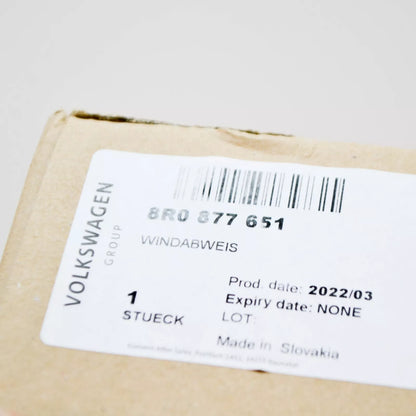 VOLKSWAGEN
GROUP
8R0 877 651
WINDABWEIS
Prod. date: 2022/03
Expiry date: NONE
LOT:
1
STUECK
Made in Slovakia